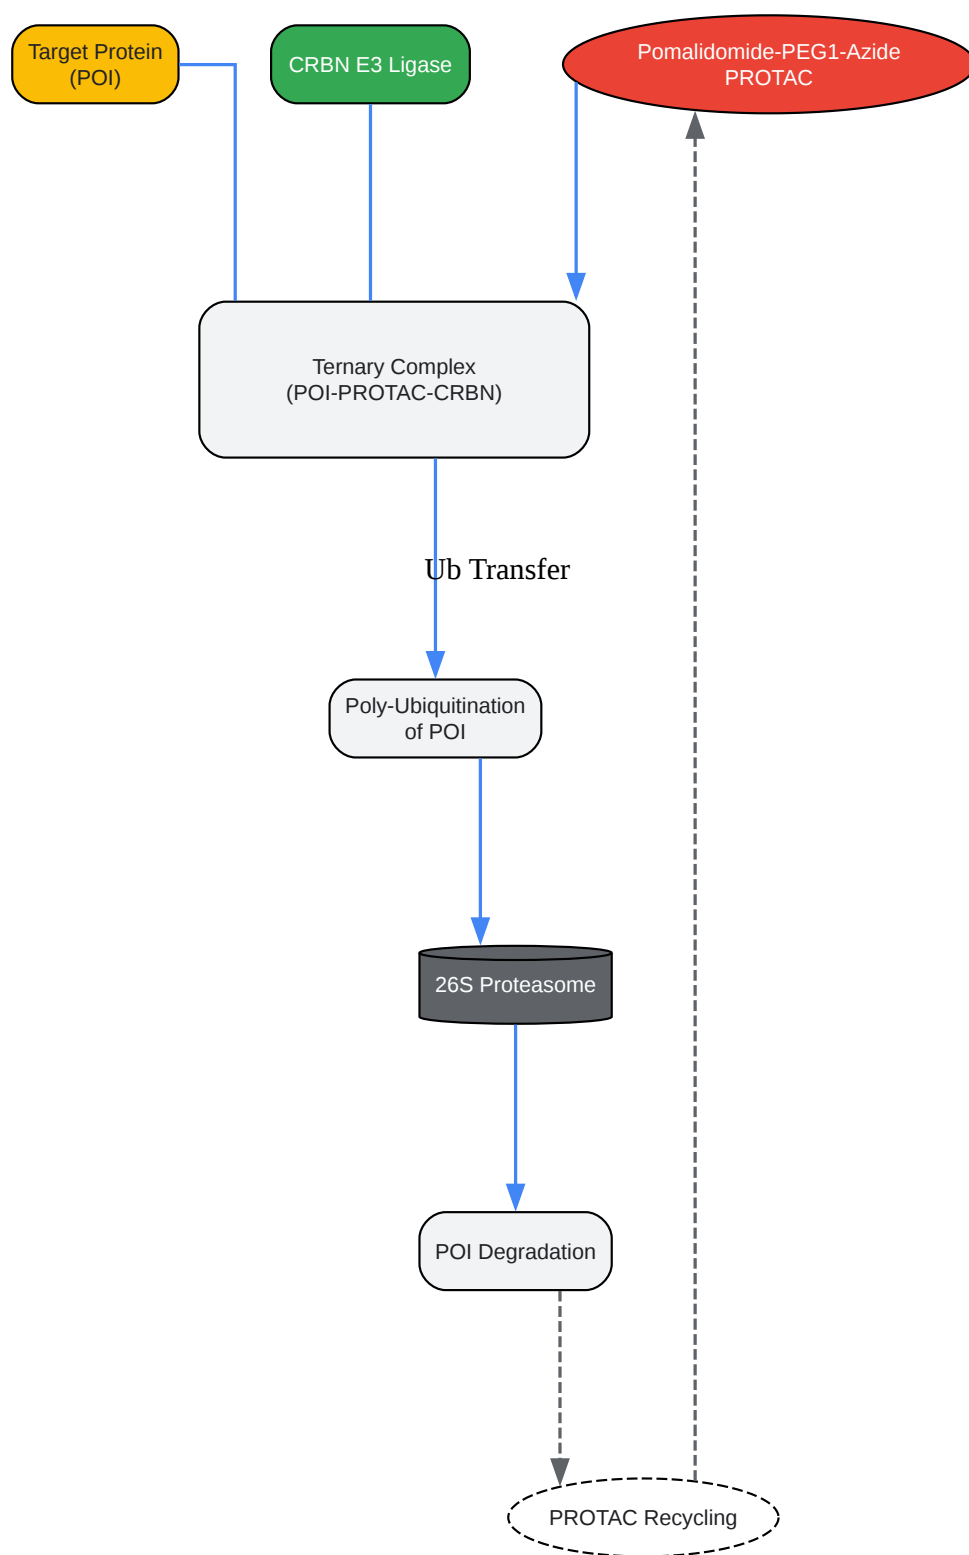 Target Protein
(POI)
CRBN E3 Ligase
Pomalidomide-PEG1-Azide
PROTAC
Ternary Complex
(POI-PROTAC-CRBN)
Ub Transfer
Poly-Ubiquitination
of POI
26S Proteasome
POI Degradation
PROTAC Recycling